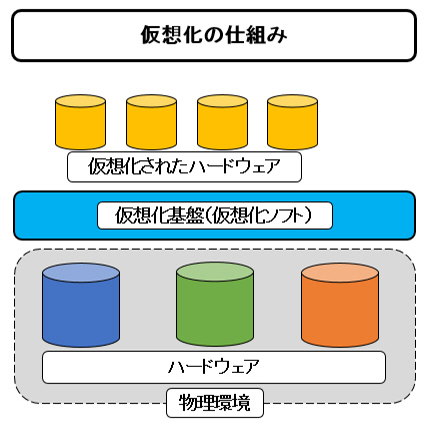 仮想化の仕組み
仮想化されたハードウェア
仮想化基盤(仮想化ソフト)
ハードウェア
物理環境